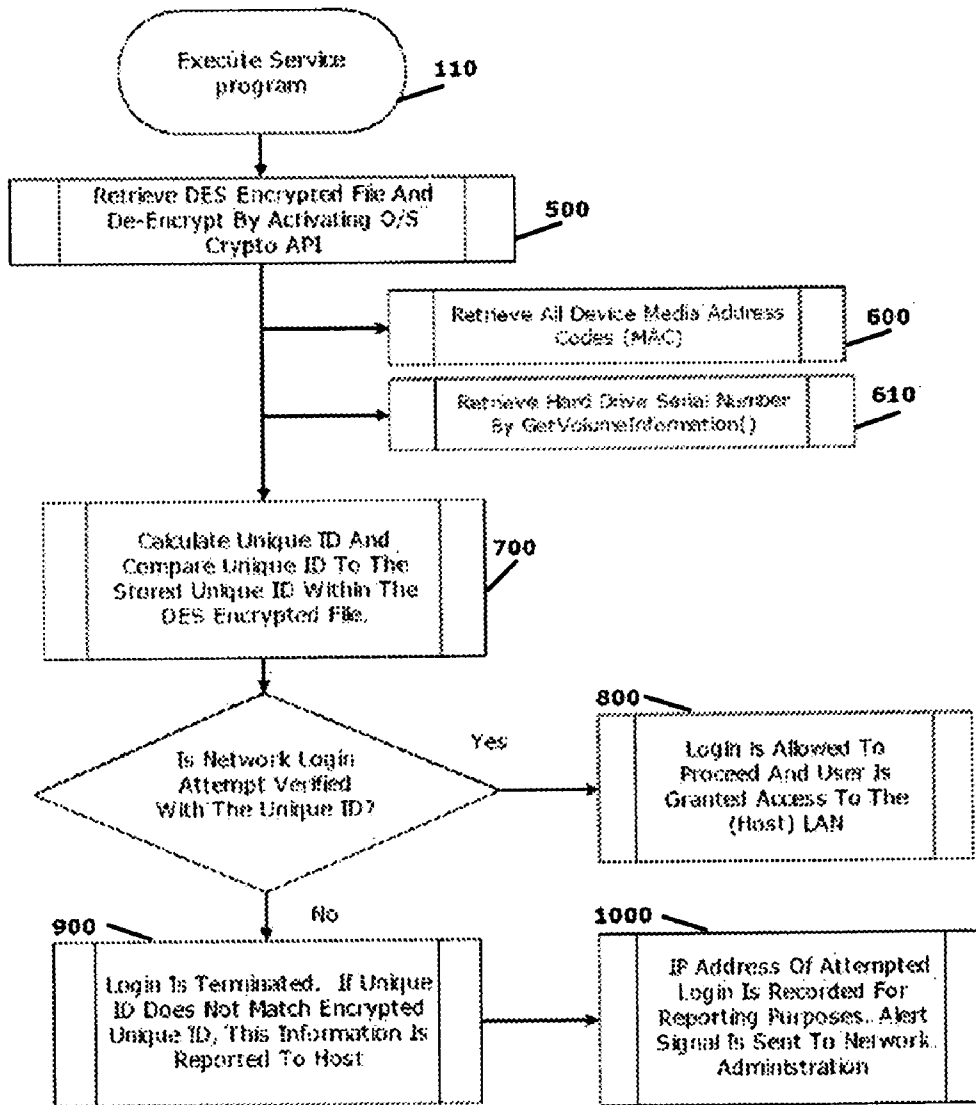 Execute Service
program
110
Retrieve DES Encrypted File And
De-Encrypt By Activating O/S
Crypto API
500
Retrieve All Device Media Address
Codes (MAC)
600
Retrieve Hard Drive Serial Number
By GetVolumeInformation()
610
Calculate Unique ID And
Compare Unique ID To The
Stored Unique ID Within The
DES Encrypted File.
700
Is Network Login
Attempt Verified
With The Unique ID?
Yes
800
Login Is Allowed To
Proceed And User Is
Granted Access To The
(Host) LAN
No
900
Login Is Terminated. If Unique
ID Does Not Match Encrypted
Unique ID, This Information Is
Reported To Host
1000
IP Address Of Attempted
Login Is Recorded For
Reporting Purposes. Alert
Signal Is Sent To Network
Administration